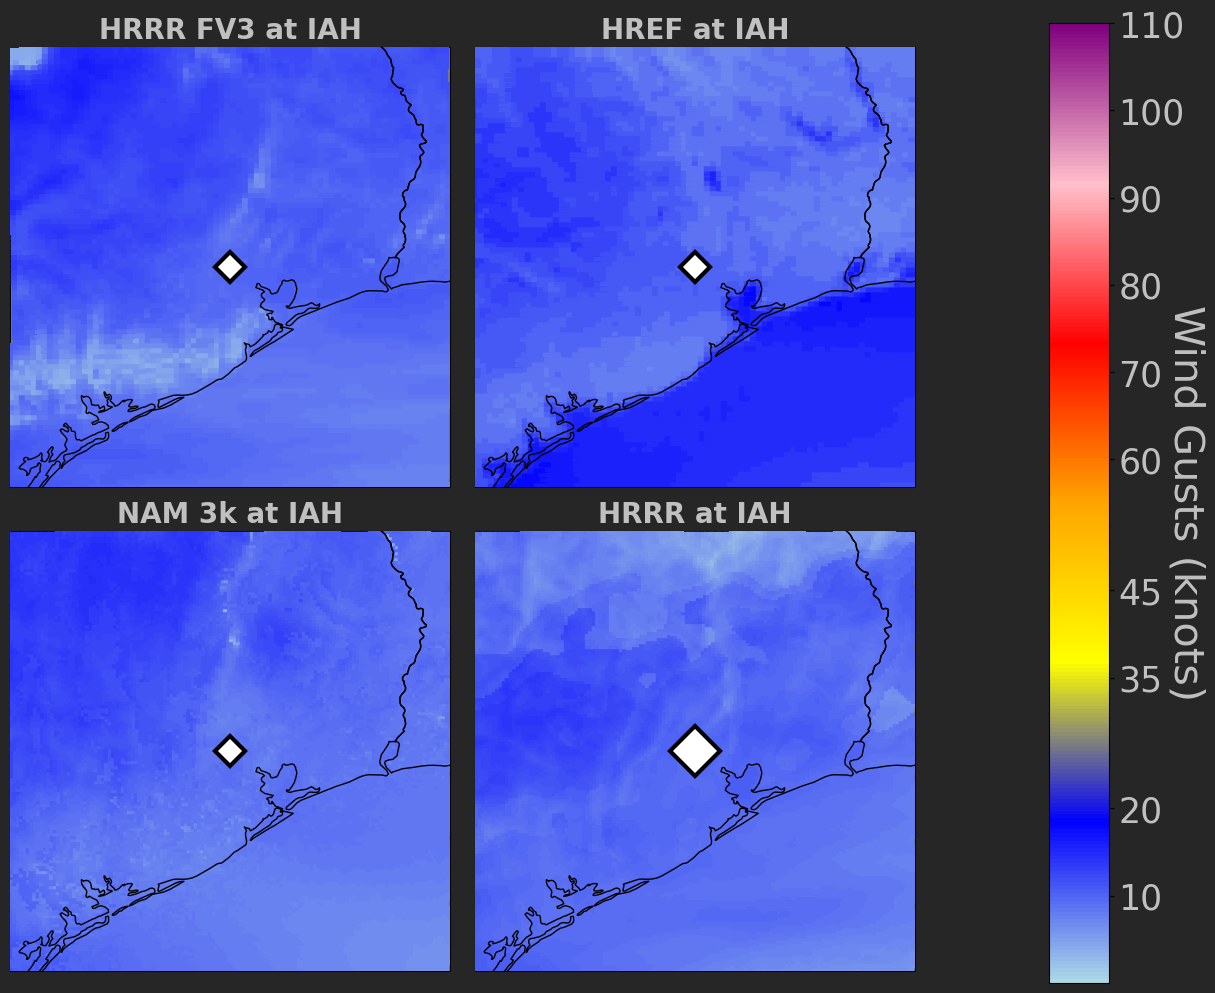 HRRR FV3 at IAH
HREF at IAH
NAM 3k at IAH
HRRR at IAH
110
100
90
80
70
60
45
35
20
10
Wind Gusts (knots)